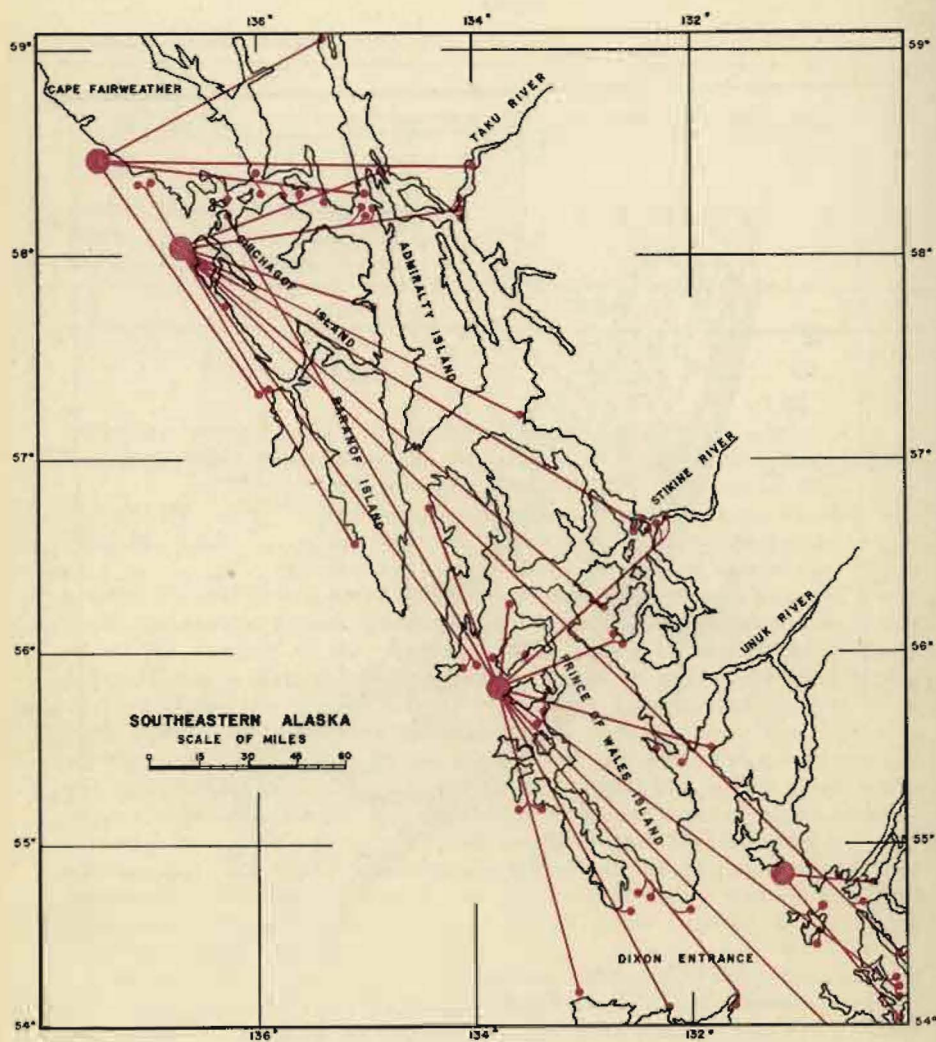 136° 134° 132°
59° 59°
CAPE FAIRWEATHER
TAKU RIVER
58° 58°
CHICHAGOF ISLAND
ADMIRALTY ISLAND
BARANOF ISLAND
57° 57°
STIKINE RIVER
UNUK RIVER
56° 56°
PRINCE OF WALES ISLAND
SOUTHEASTERN ALASKA
SCALE OF MILES
0 15 30 45 60
55° 55°
DIXON ENTRANCE
54° 54°
136° 134° 132°